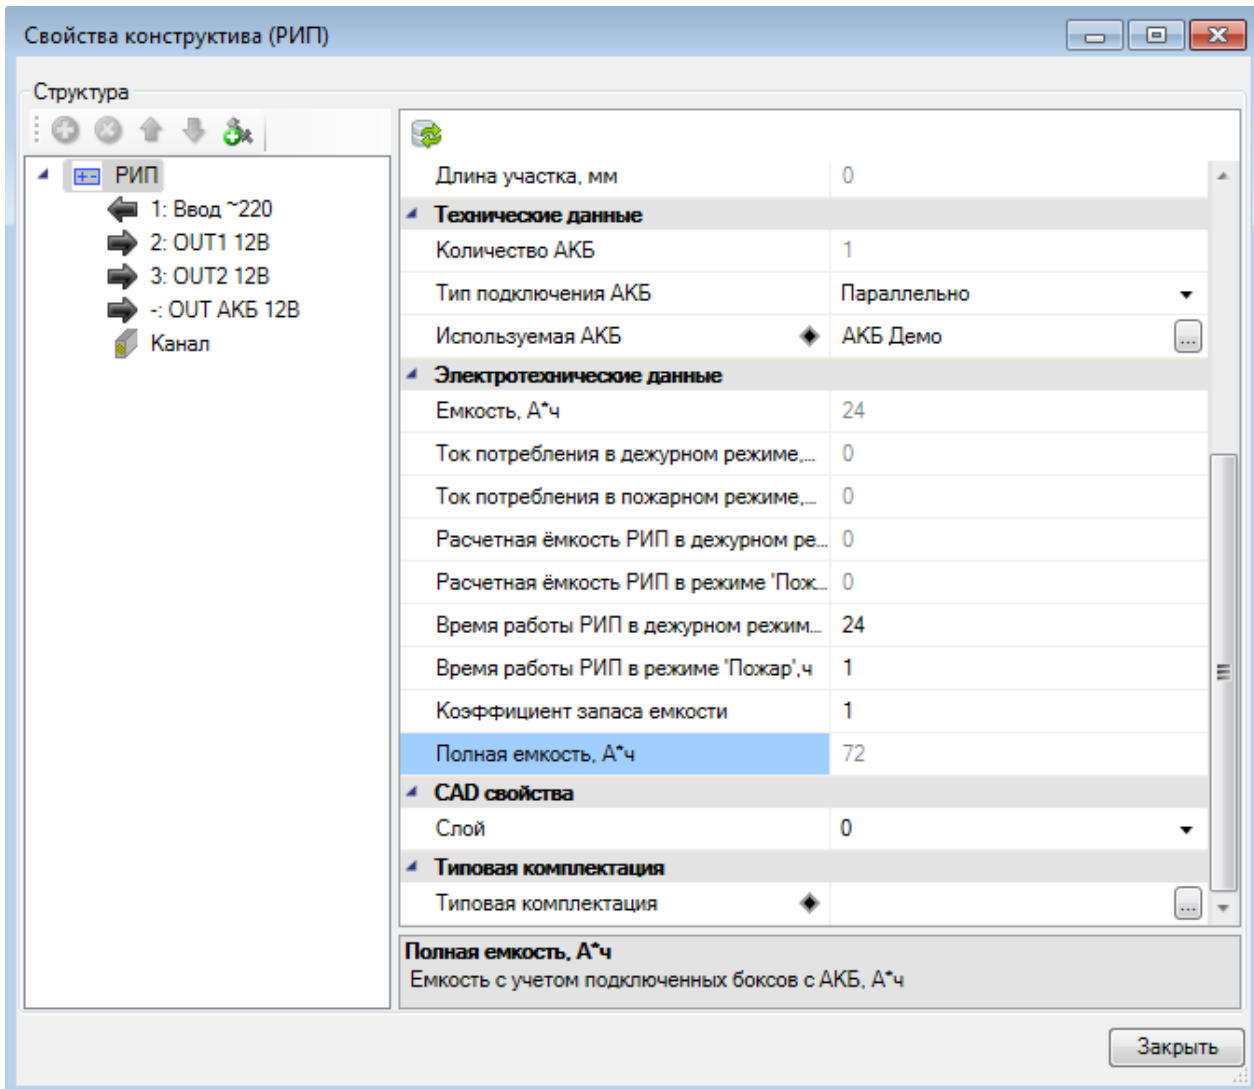 Свойства конструктива (РИП)
Структура
РИП
1: Ввод ~220
2: OUT1 12В
3: OUT2 12В
-: OUT АКБ 12В
Канал
Длина участка, мм 0
Технические данные
Количество АКБ 1
Тип подключения АКБ Параллельно
Используемая АКБ АКБ Демо ...
Электротехнические данные
Емкость, А*ч 24
Ток потребления в дежурном режиме,... 0
Ток потребления в пожарном режиме,... 0
Расчетная ёмкость РИП в дежурном ре... 0
Расчетная ёмкость РИП в режиме 'Пож... 0
Время работы РИП в дежурном режим... 24
Время работы РИП в режиме 'Пожар',ч 1
Коэффициент запаса емкости 1
Полная емкость, А*ч 72
CAD свойства
Слой 0
Типовая комплектация
Типовая комплектация ...
Полная емкость, А*ч
Емкость с учетом подключенных боксов с АКБ, А*ч
Закрыть